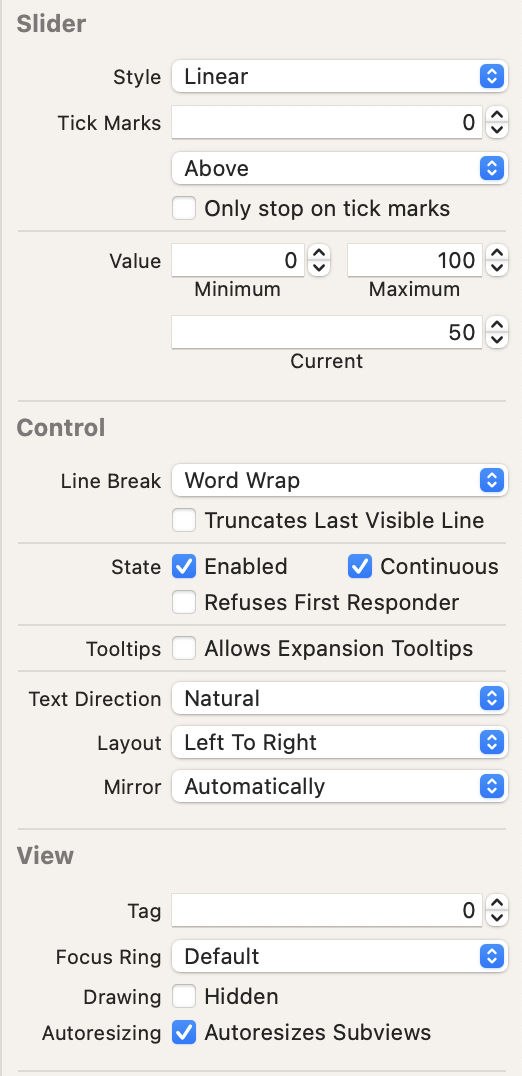 Slider
Style Linear
Tick Marks 0
Above
Only stop on tick marks
Value 0 100
Minimum Maximum
50
Current
Control
Line Break Word Wrap
Truncates Last Visible Line
State Enabled Continuous
Refuses First Responder
Tooltips Allows Expansion Tooltips
Text Direction Natural
Layout Left To Right
Mirror Automatically
View
Tag 0
Focus Ring Default
Drawing Hidden
Autoresizing Autoresizes Subviews